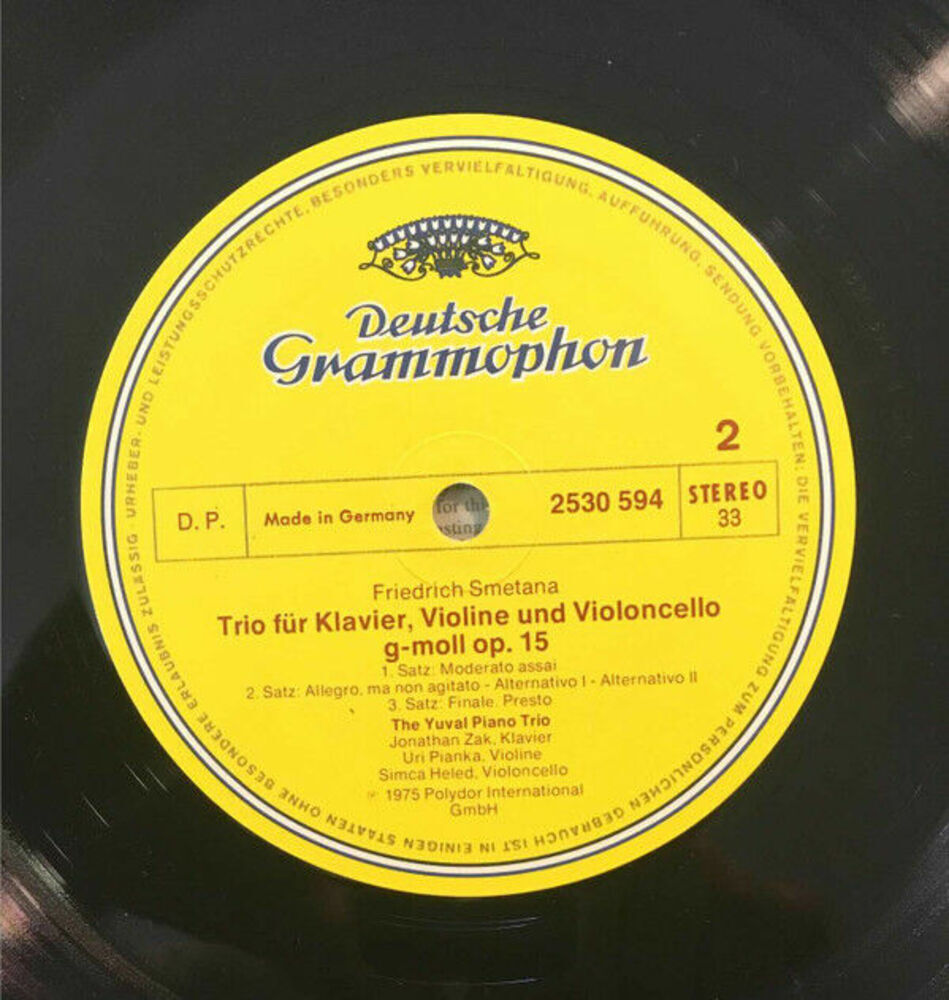 URHEBER- UND LEISTUNGSSCHUTZRECHTE, BESONDERS VERVIELFÄLTIGUNG, AUFFÜHRUNG, SENDUNG VORBEHALTEN; DIE VERVIELFÄLTIGUNG ZUM PERSÖNLICHEN GEBRAUCH IST IN EINIGEN STAATEN OHNE BESONDERE ERLAUBNIS ZULÄSSIG ·
Deutsche
Grammophon
2
D. P.
Made in Germany
for the
2530 594
STEREO
33
Friedrich Smetana
Trio für Klavier, Violine und Violoncello
g-moll op. 15
1. Satz: Moderato assai
2. Satz: Allegro, ma non agitato - Alternativo I - Alternativo II
3. Satz: Finale. Presto
The Yuval Piano Trio
Jonathan Zak, Klavier
Uri Pianka, Violine
Simca Heled, Violoncello
℗ 1975 Polydor International
GmbH